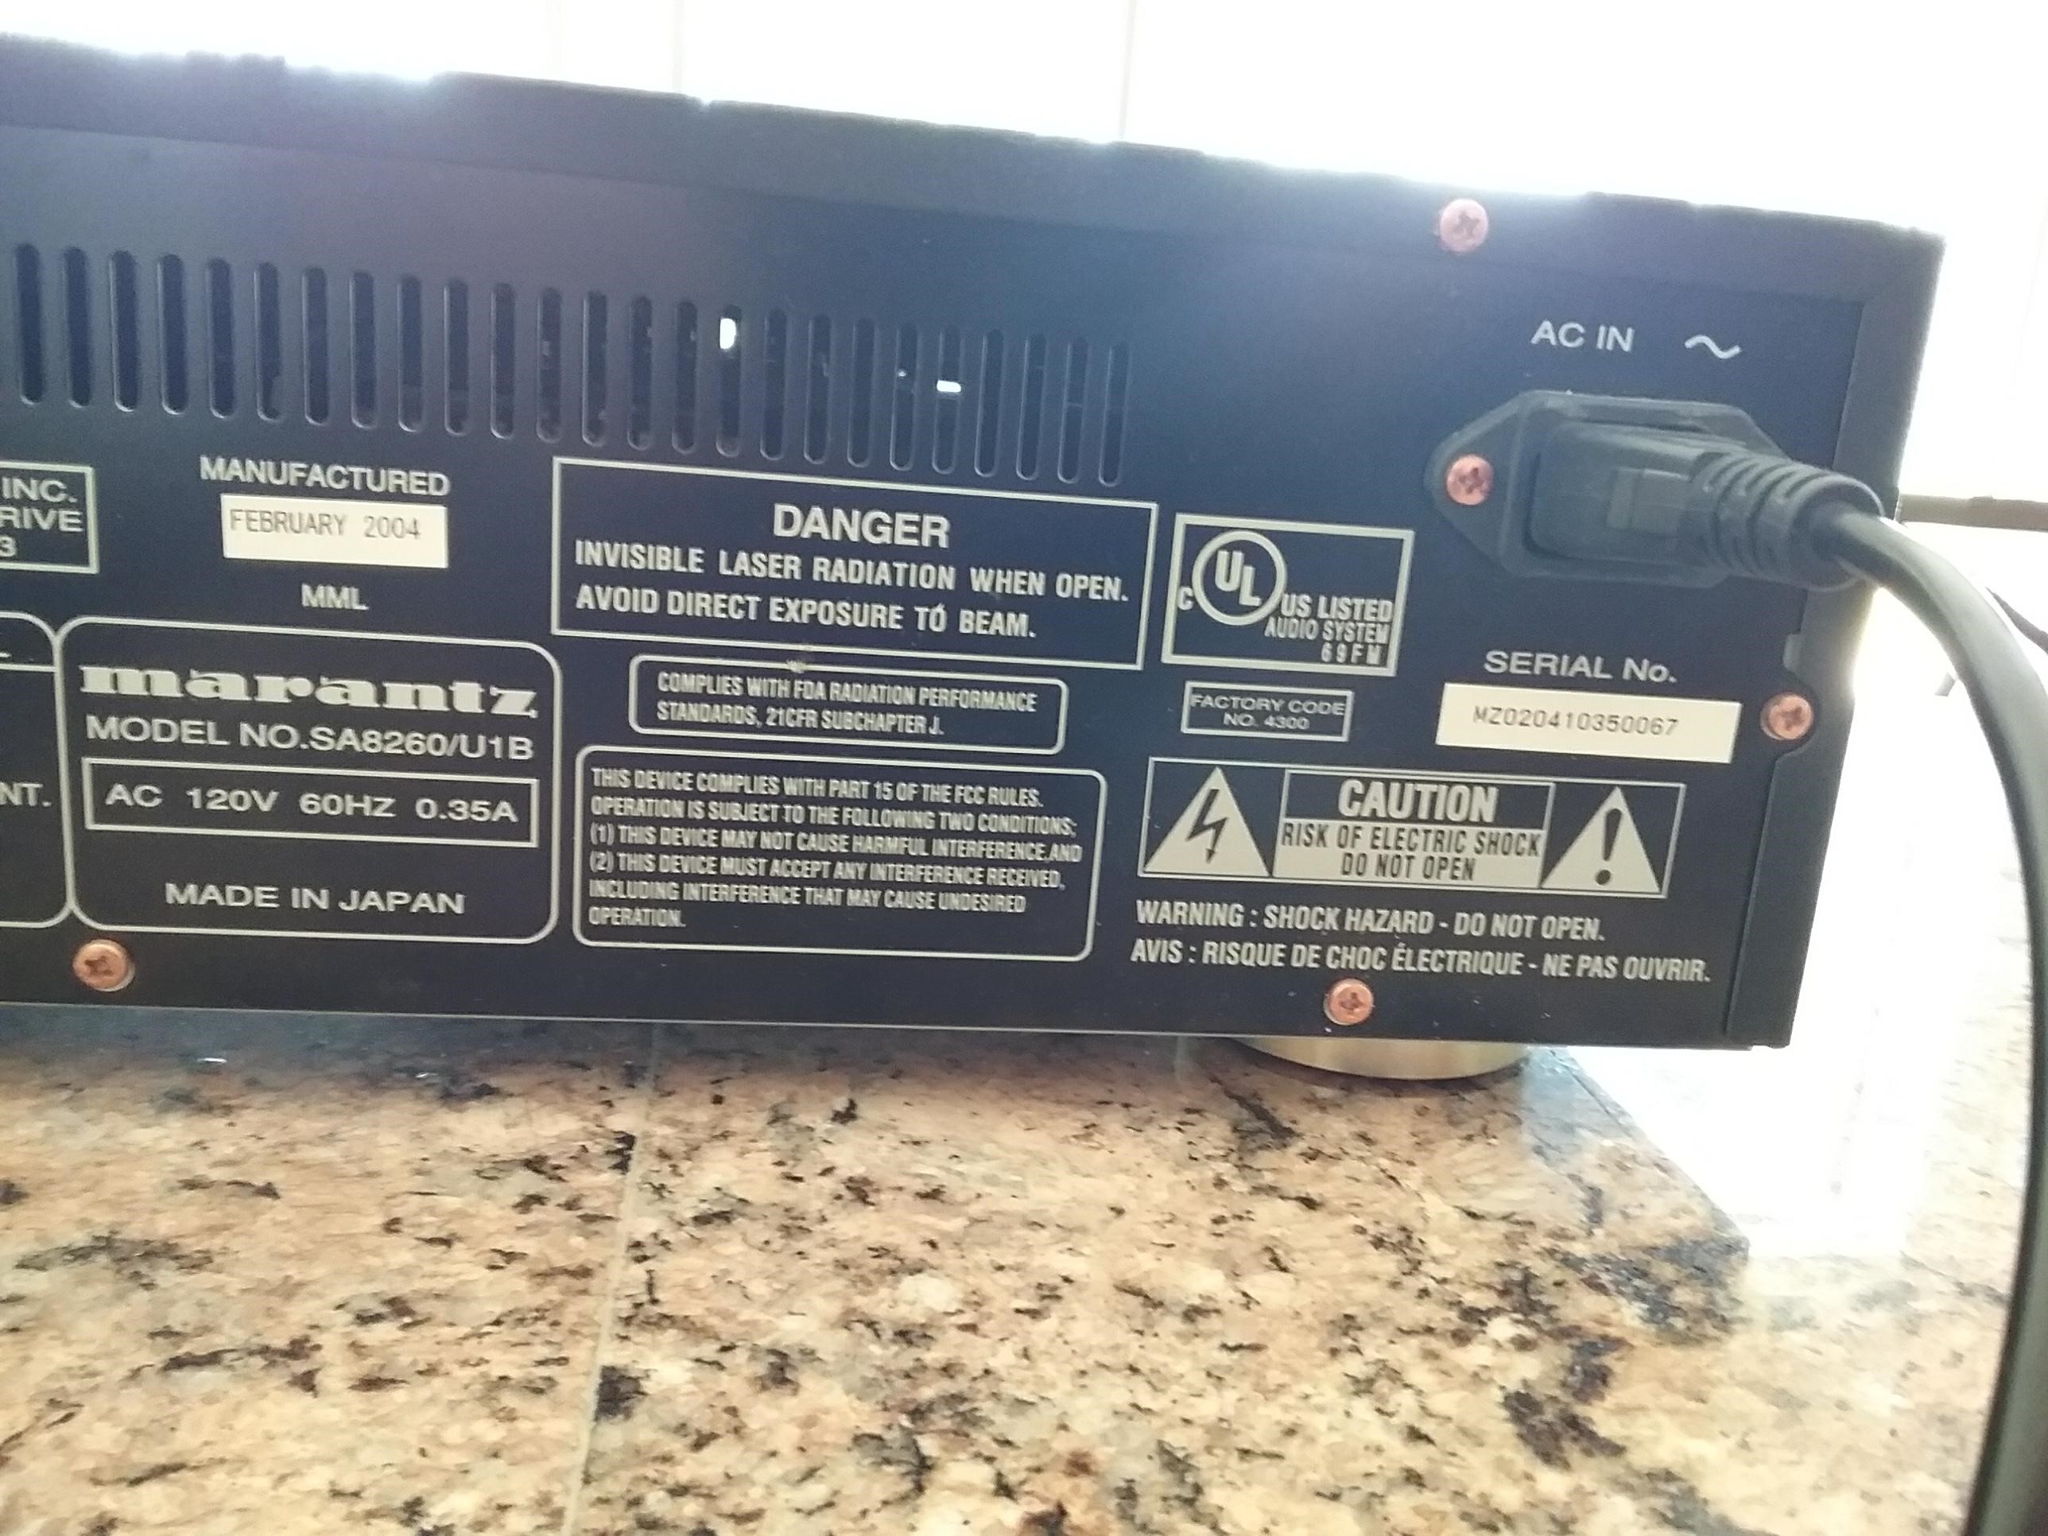 AC IN ~
INC.
RIVE
3
MANUFACTURED
FEBRUARY 2004
MML
DANGER
INVISIBLE LASER RADIATION WHEN OPEN.
AVOID DIRECT EXPOSURE TO BEAM.
C UL US LISTED
AUDIO SYSTEM
69FM
marantz
MODEL NO.SA8260/U1B
AC 120V 60HZ 0.35A
MADE IN JAPAN
NT.
COMPLIES WITH FDA RADIATION PERFORMANCE
STANDARDS, 21CFR SUBCHAPTER J.
THIS DEVICE COMPLIES WITH PART 15 OF THE FCC RULES.
OPERATION IS SUBJECT TO THE FOLLOWING TWO CONDITIONS:
(1) THIS DEVICE MAY NOT CAUSE HARMFUL INTERFERENCE,AND
(2) THIS DEVICE MUST ACCEPT ANY INTERFERENCE RECEIVED,
INCLUDING INTERFERENCE THAT MAY CAUSE UNDESIRED
OPERATION.
FACTORY CODE
NO. 4300
SERIAL No.
MZ020410350067
CAUTION
RISK OF ELECTRIC SHOCK
DO NOT OPEN
WARNING : SHOCK HAZARD - DO NOT OPEN.
AVIS : RISQUE DE CHOC ÉLECTRIQUE - NE PAS OUVRIR.